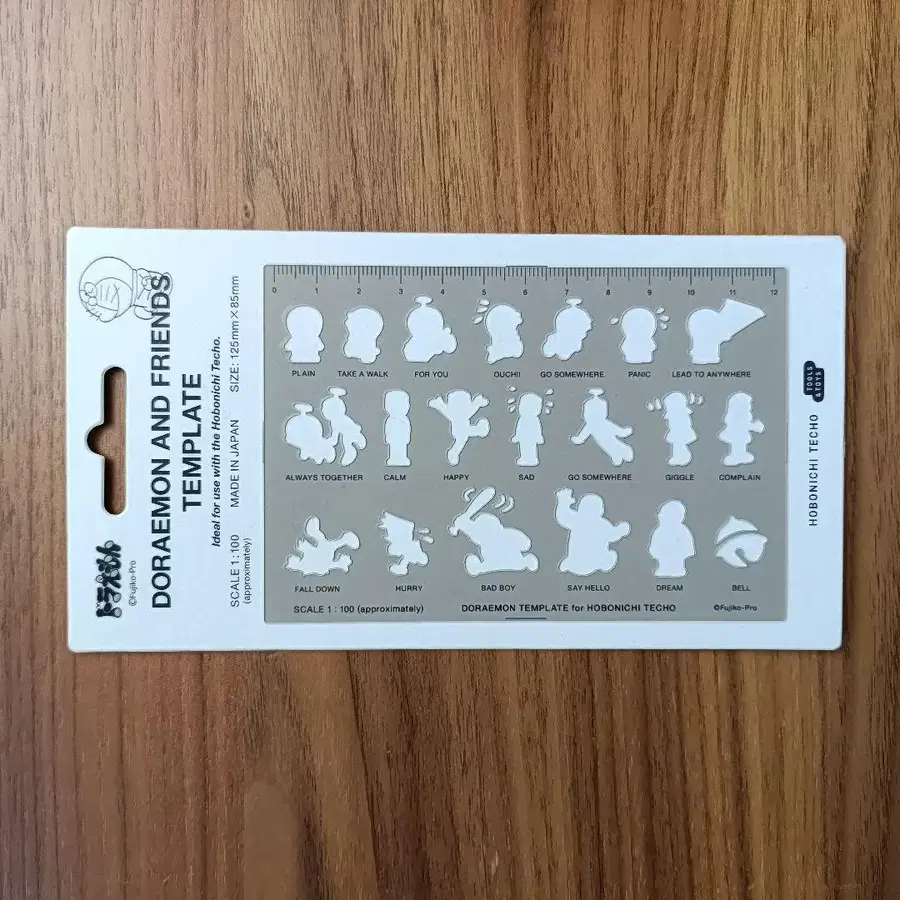 ドラえもん
©Fujiko-Pro
DORAEMON AND FRIENDS
TEMPLATE
Ideal for use with the Hobonichi Techo.
SCALE 1:100 MADE IN JAPAN SIZE: 125mm×85mm
(approximately)
0 1 2 3 4 5 6 7 8 9 10 11 12
PLAIN TAKE A WALK FOR YOU OUCH!! GO SOMEWHERE PANIC LEAD TO ANYWHERE
ALWAYS TOGETHER CALM HAPPY SAD GO SOMEWHERE GIGGLE COMPLAIN
FALL DOWN HURRY BAD BOY SAY HELLO DREAM BELL
SCALE 1 : 100 (approximately) DORAEMON TEMPLATE for HOBONICHI TECHO ©Fujiko-Pro
HOBONICHI TECHO
TOOLS
& TOYS